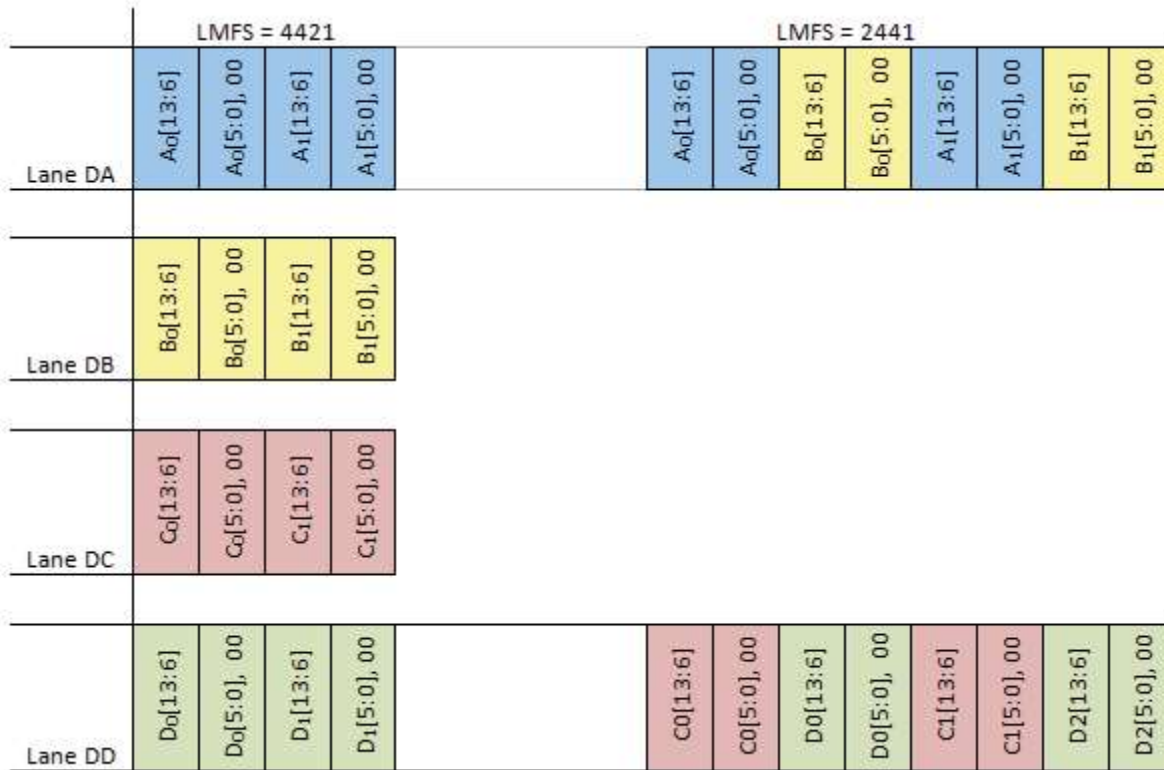 LMFS = 4421
LMFS = 2441
Lane DA
A₀[13:6]
A₀[5:0], 00
A₁[13:6]
A₁[5:0], 00
A₀[13:6]
A₀[5:0], 00
B₀[13:6]
B₀[5:0], 00
A₁[13:6]
A₁[5:0], 00
B₁[13:6]
B₁[5:0], 00
Lane DB
B₀[13:6]
B₀[5:0], 00
B₁[13:6]
B₁[5:0], 00
Lane DC
C₀[13:6]
C₀[5:0], 00
C₁[13:6]
C₁[5:0], 00
Lane DD
D₀[13:6]
D₀[5:0], 00
D₁[13:6]
D₁[5:0], 00
C0[13:6]
C0[5:0], 00
D0[13:6]
D0[5:0], 00
C1[13:6]
C1[5:0], 00
D2[13:6]
D2[5:0], 00